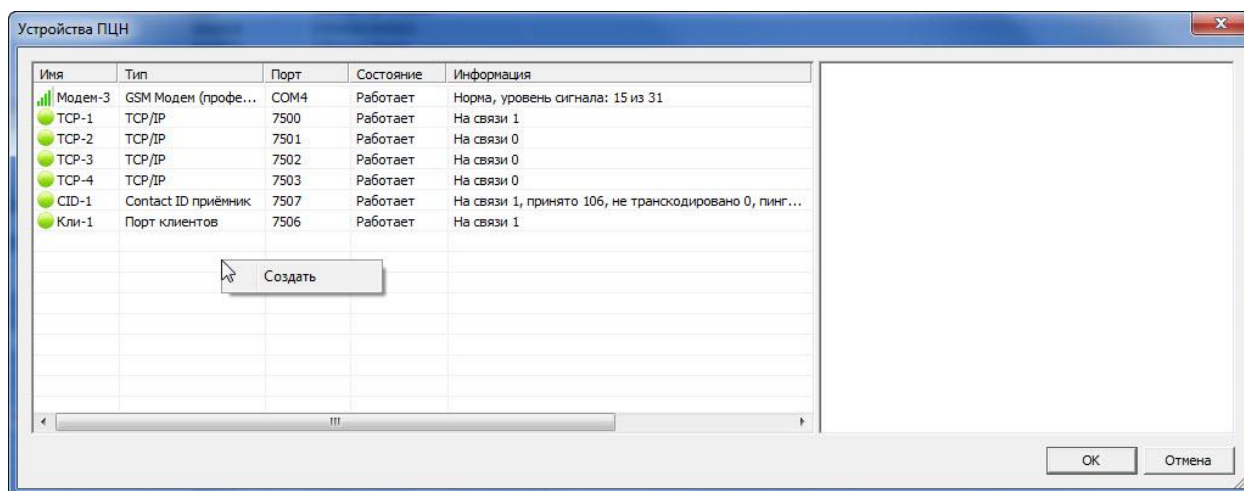 Устройства ПЦН
Имя Тип Порт Состояние Информация
Модем-3 GSM Модем (профе... COM4 Работает Норма, уровень сигнала: 15 из 31
TCP-1 TCP/IP 7500 Работает На связи 1
TCP-2 TCP/IP 7501 Работает На связи 0
TCP-3 TCP/IP 7502 Работает На связи 0
TCP-4 TCP/IP 7503 Работает На связи 0
CID-1 Contact ID приёмник 7507 Работает На связи 1, принято 106, не транскодировано 0, пинг...
Кли-1 Порт клиентов 7506 Работает На связи 1
Создать
OK Отмена